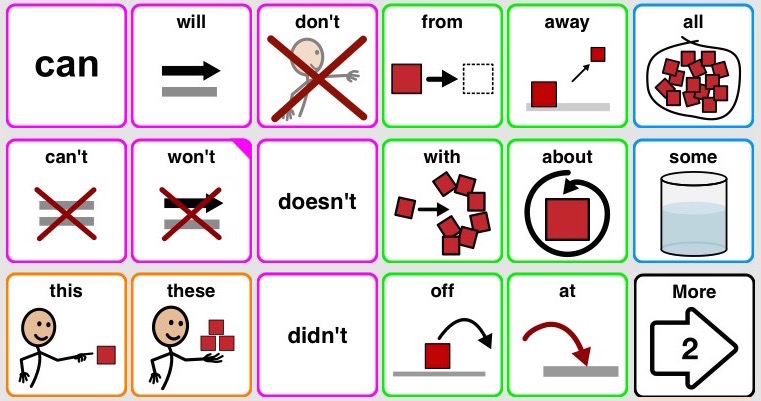 can
will
don't
from
away
all
can't
won't
doesn't
with
about
some
this
these
didn't
off
at
More
2